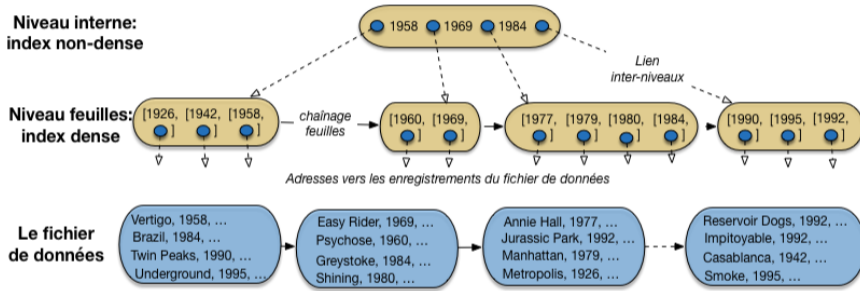 Niveau interne:
index non-dense
1958 1969 1984
Lien
inter-niveaux
Niveau feuilles:
index dense
[1926, ] [1942, ] [1958, ]
chaînage
feuilles
[1960, ] [1969, ]
[1977, ] [1979, ] [1980, ] [1984, ]
[1990, ] [1995, ] [1992, ]
Adresses vers les enregistrements du fichier de données
Le fichier
de données
Vertigo, 1958, ...
Brazil, 1984, ...
Twin Peaks, 1990, ...
Underground, 1995, ...
Easy Rider, 1969, ...
Psychose, 1960, ...
Greystoke, 1984, ...
Shining, 1980, ...
Annie Hall, 1977, ...
Jurassic Park, 1992, ...
Manhattan, 1979, ...
Metropolis, 1926, ...
Reservoir Dogs, 1992, ...
Impitoyable, 1992, ...
Casablanca, 1942, ...
Smoke, 1995, ...